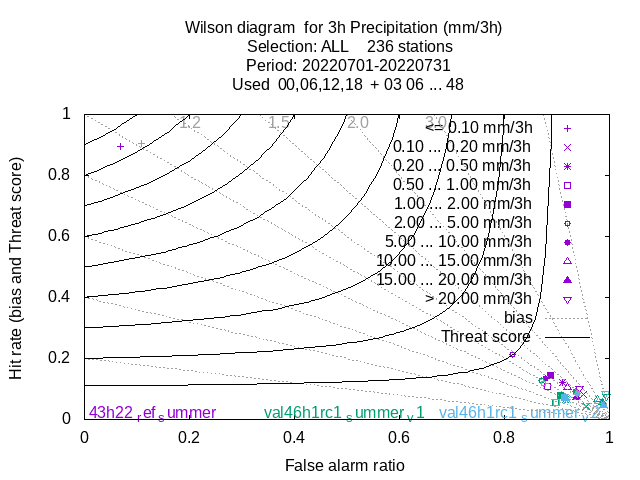 Wilson diagram for 3h Precipitation (mm/3h)
Selection: ALL 236 stations
Period: 20220701-20220731
Used 00,06,12,18 + 03 06 ... 48
1.2 1.5 2.0 3.0
<= 0.10 mm/3h
0.10 ... 0.20 mm/3h
0.20 ... 0.50 mm/3h
0.50 ... 1.00 mm/3h
1.00 ... 2.00 mm/3h
2.00 ... 5.00 mm/3h
5.00 ... 10.00 mm/3h
10.00 ... 15.00 mm/3h
15.00 ... 20.00 mm/3h
> 20.00 mm/3h
bias
Threat score
Hit rate (bias and Threat score)
1
0.8
0.6
0.4
0.2
0
43h22_ref_summer val46h1rc1_summer_v1 val46h1rc1_summer_v2
0 0.2 0.4 0.6 0.8 1
False alarm ratio